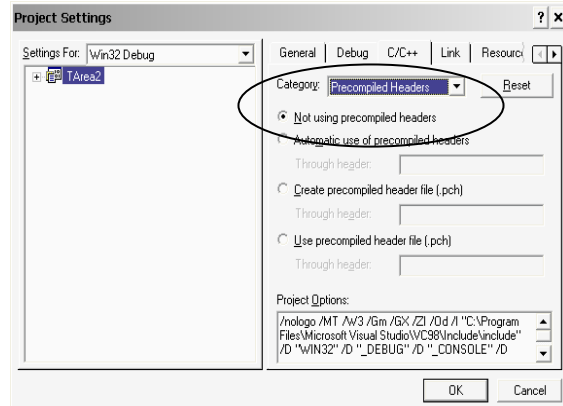 Project Settings
? x
Settings For: Win32 Debug
TArea2
General Debug C/C++ Link
Category: Precompiled Headers Reset
Not using precompiled headers
Automatic use of precompiled headers
Through header:
Create precompiled header file (.pch)
Through header:
Use precompiled header file (.pch)
Through header:
Project Options:
/nologo /MT /W3 /Gm /GX /ZI /Od /I "C:\Program
Files\Microsoft Visual Studio\VC98\Include\include"
/D "WIN32" /D "_DEBUG" /D "_CONSOLE" /D
OK Cancel